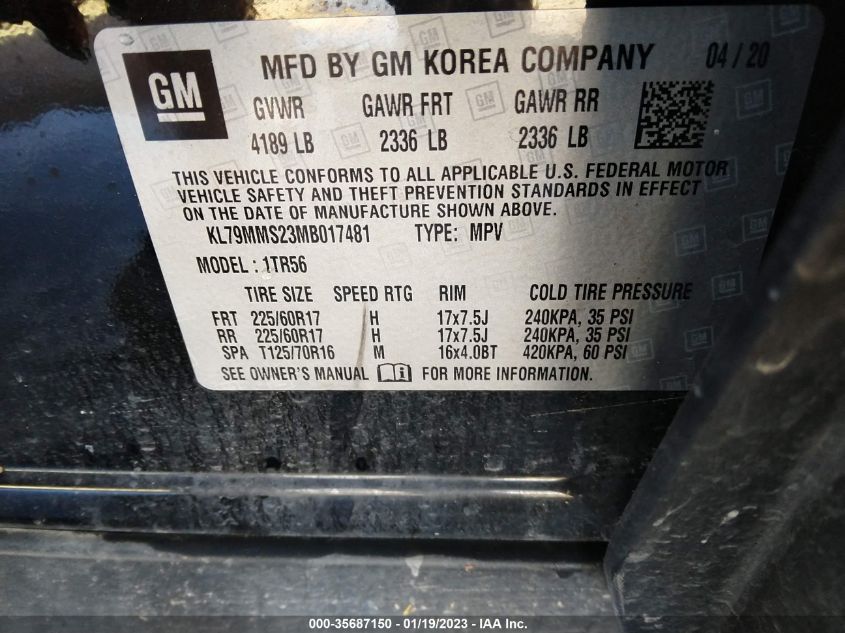 GM
MFD BY GM KOREA COMPANY 04 / 20
GVWR GAWR FRT GAWR RR
4189 LB 2336 LB 2336 LB
THIS VEHICLE CONFORMS TO ALL APPLICABLE U.S. FEDERAL MOTOR
VEHICLE SAFETY AND THEFT PREVENTION STANDARDS IN EFFECT
ON THE DATE OF MANUFACTURE SHOWN ABOVE.
KL79MMS23MB017481 TYPE: MPV
MODEL : 1TR56
TIRE SIZE SPEED RTG RIM COLD TIRE PRESSURE
FRT 225/60R17 H 17x7.5J 240KPA, 35 PSI
RR 225/60R17 H 17x7.5J 240KPA, 35 PSI
SPA T125/70R16 M 16x4.0BT 420KPA, 60 PSI
SEE OWNER'S MANUAL FOR MORE INFORMATION.
000-35687150 - 01/19/2023 - IAA Inc.